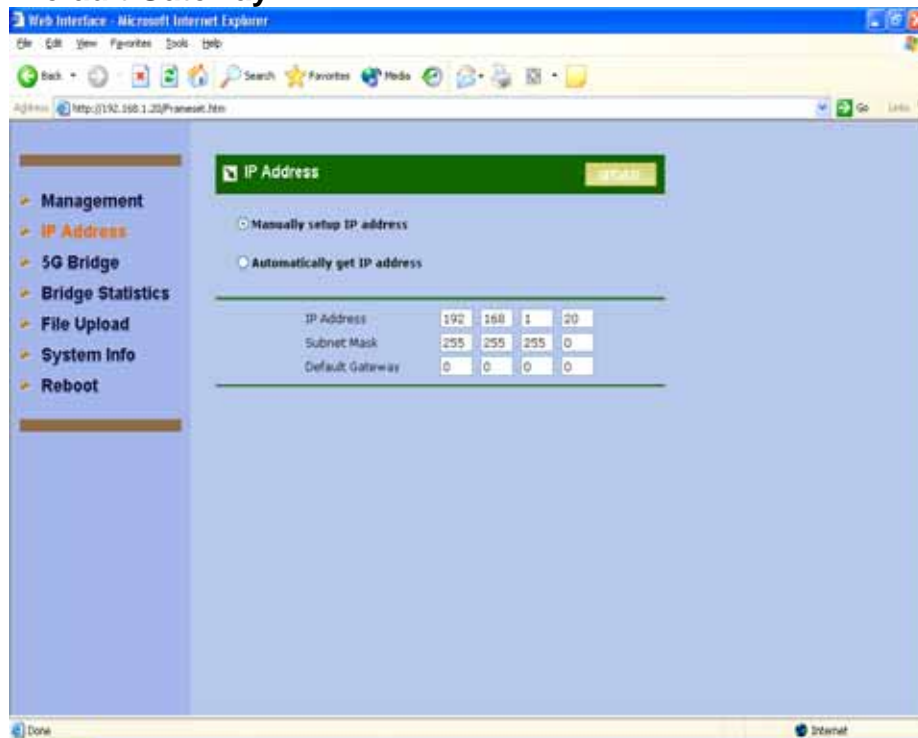 Web Interface - Microsoft Internet Explorer
File Edit View Favorites Tools Help
Back Search Favorites Media
Address http://192.168.1.20/Frameset.htm Go Links
IP Address
Management
IP Address
5G Bridge
Bridge Statistics
File Upload
System Info
Reboot
Manually setup IP address
Automatically get IP address
IP Address 192 168 1 20
Subnet Mask 255 255 255 0
Default Gateway 0 0 0 0
Done Internet